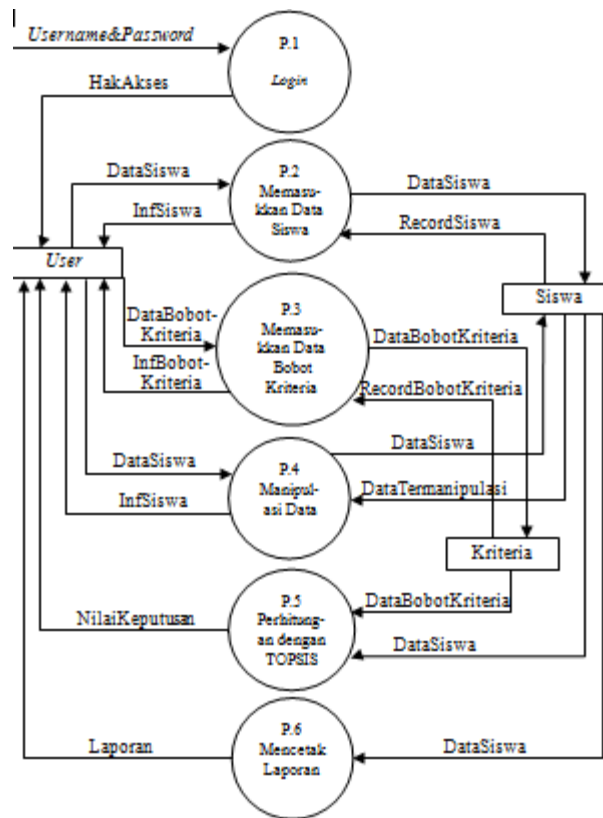 Username&Password
P.1
Login
HakAkses
P.2
Memasu-
kkan Data
Siswa
DataSiswa
InfSiswa
DataSiswa
RecordSiswa
User
Siswa
DataBobot-
Kriteria
InfBobot-
Kriteria
P.3
Memasu-
kkan Data
Bobot
Kriteria
DataBobotKriteria
RecordBobotKriteria
DataSiswa
InfSiswa
P.4
Manipul-
asi Data
DataSiswa
DataTermanipulasi
Kriteria
NilaiKeputusan
P.5
Perhitung-
an dengan
TOPSIS
DataBobotKriteria
DataSiswa
Laporan
P.6
Mencetak
Laporan
DataSiswa